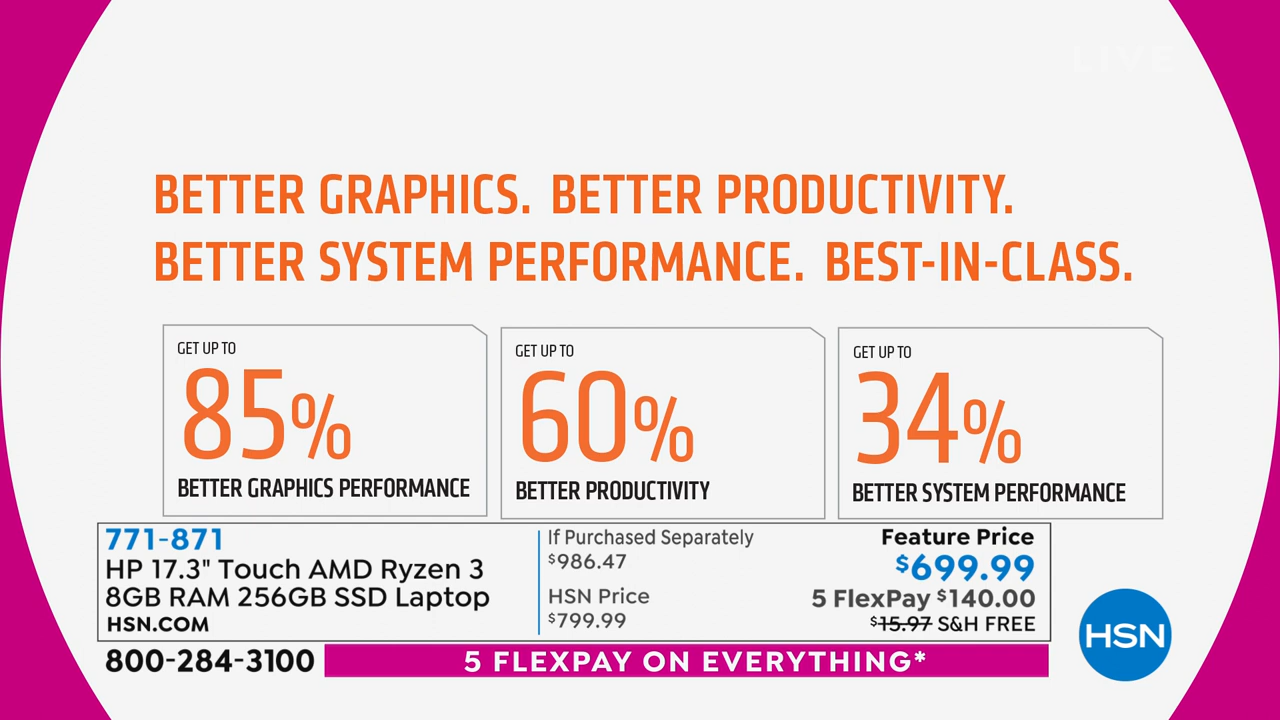 LIVE
BETTER GRAPHICS. BETTER PRODUCTIVITY.
BETTER SYSTEM PERFORMANCE. BEST-IN-CLASS.
GET UP TO
85%
BETTER GRAPHICS PERFORMANCE
GET UP TO
60%
BETTER PRODUCTIVITY
GET UP TO
34%
BETTER SYSTEM PERFORMANCE
771-871
HP 17.3" Touch AMD Ryzen 3
8GB RAM 256GB SSD Laptop
HSN.COM
If Purchased Separately
$986.47
HSN Price
$799.99
Feature Price
$699.99
5 FlexPay $140.00
$15.97 S&H FREE
HSN
800-284-3100
5 FLEXPAY ON EVERYTHING*